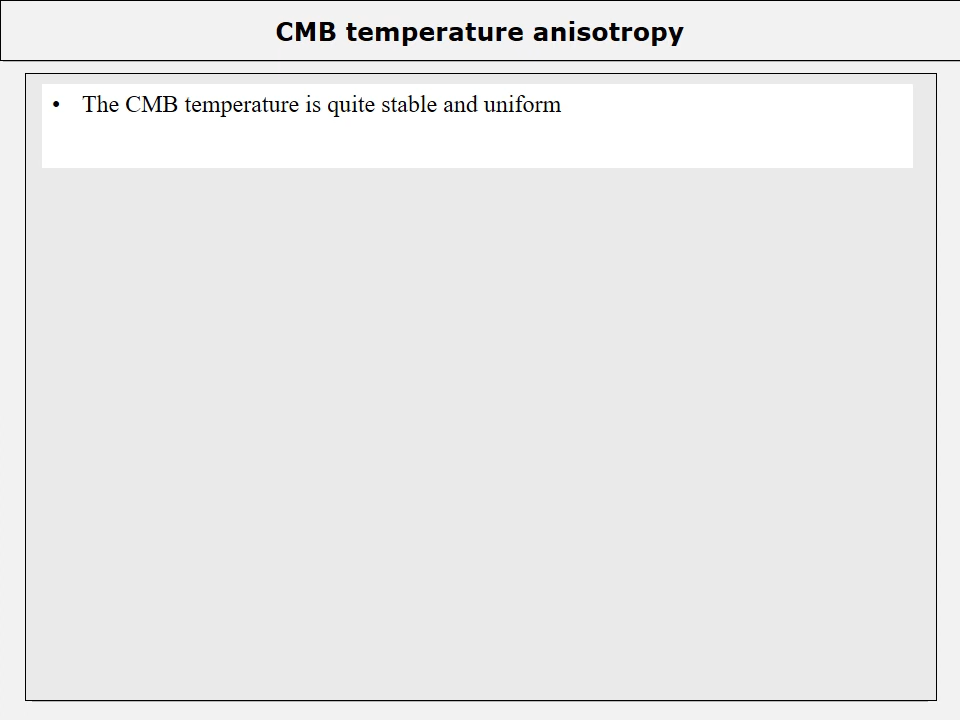 CMB temperature anisotropy
• The CMB temperature is quite stable and uniform